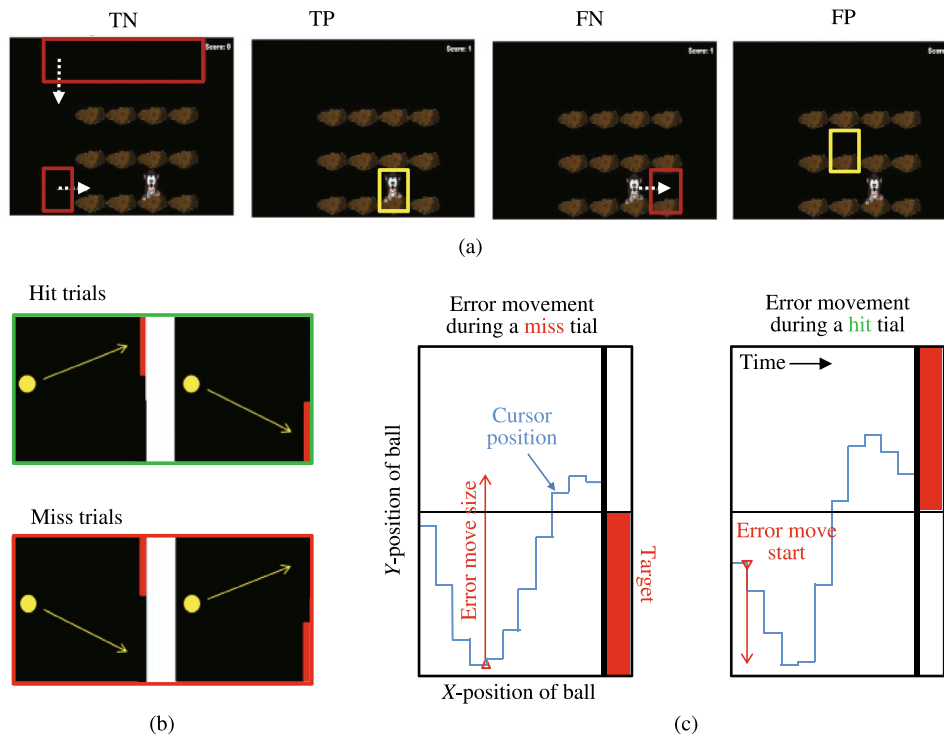 TN
TP
FN
FP
Score: 0
Score: 1
Score: 1
(a)
Hit trials
Miss trials
(b)
Error movement
during a miss tial
Cursor
position
Error move size
Y-position of ball
X-position of ball
Target
Error movement
during a hit tial
Time
Error move
start
(c)